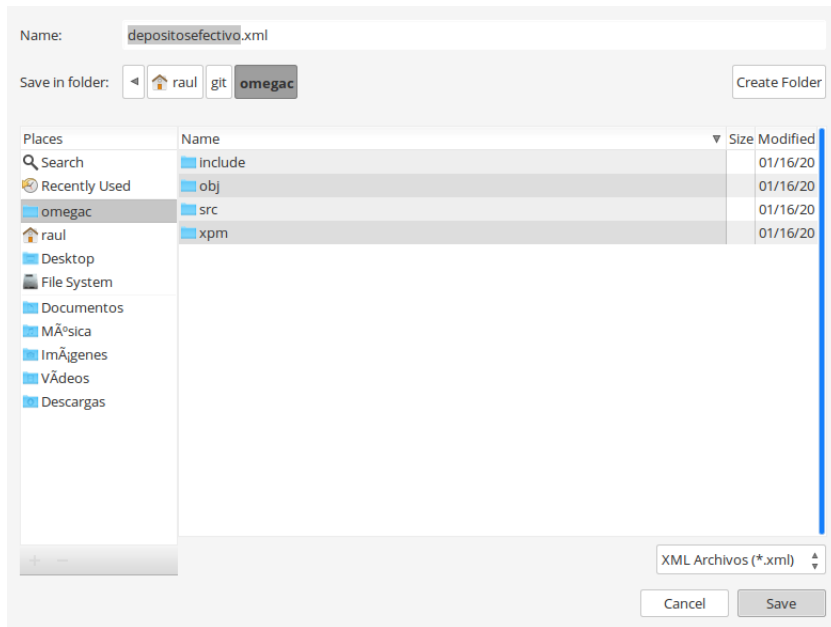 Name: depositosefectivo.xml
Save in folder: raul git omegac Create Folder
Places Name Size Modified
Search include 01/16/20
Recently Used obj 01/16/20
omegac src 01/16/20
raul xpm 01/16/20
Desktop
File System
Documentos
MÃºsica
ImÃ¡genes
VÃdeos
Descargas
XML Archivos (*.xml)
Cancel Save